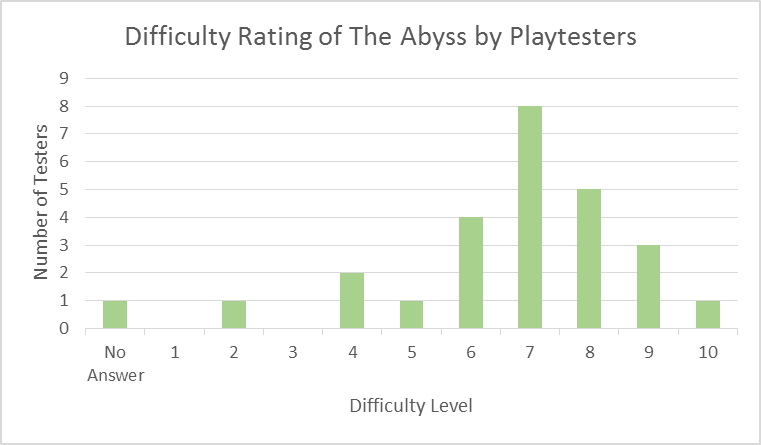 Difficulty Rating of The Abyss by Playtesters
Number of Testers
9
8
7
6
5
4
3
2
1
0
No Answer 1 2 3 4 5 6 7 8 9 10
Difficulty Level